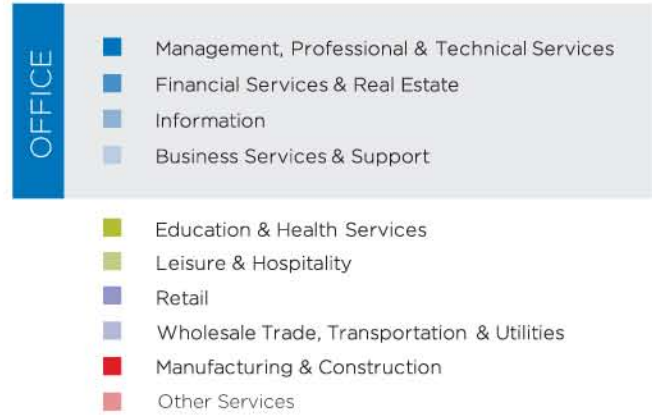 OFFICE
Management, Professional & Technical Services
Financial Services & Real Estate
Information
Business Services & Support
Education & Health Services
Leisure & Hospitality
Retail
Wholesale Trade, Transportation & Utilities
Manufacturing & Construction
Other Services